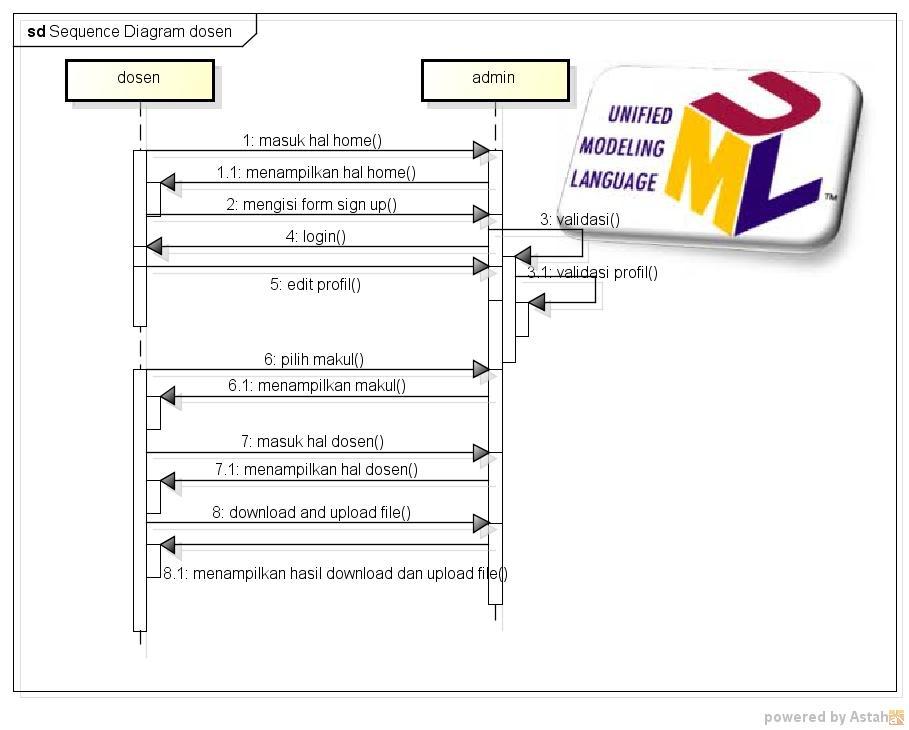 sd Sequence Diagram dosen
dosen
admin
UNIFIED
MODELING
LANGUAGE
UML
TM
1: masuk hal home()
1.1: menampilkan hal home()
2: mengisi form sign up()
3: validasi()
4: login()
3.1: validasi profil()
5: edit profil()
6: pilih makul()
6.1: menampilkan makul()
7: masuk hal dosen()
7.1: menampilkan hal dosen()
8: download and upload file()
8.1: menampilkan hasil download dan upload file()
powered by Astah